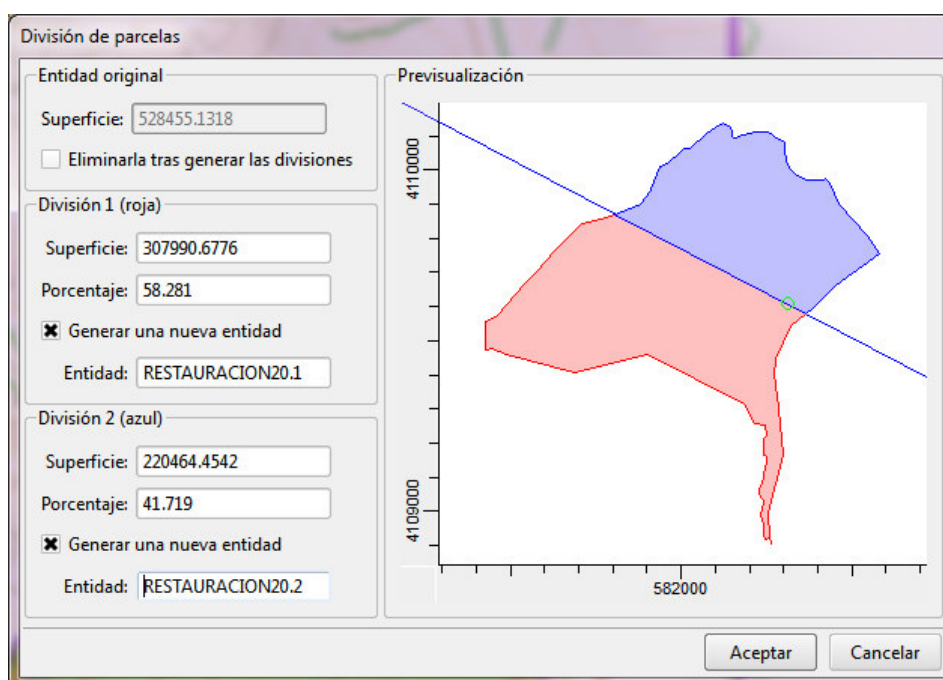 División de parcelas
Entidad original
Superficie: 528455.1318
Eliminarla tras generar las divisiones
División 1 (roja)
Superficie: 307990.6776
Porcentaje: 58.281
Generar una nueva entidad
Entidad: RESTAURACION20.1
División 2 (azul)
Superficie: 220464.4542
Porcentaje: 41.719
Generar una nueva entidad
Entidad: RESTAURACION20.2
Previsualización
4110000
4109000
582000
Aceptar
Cancelar